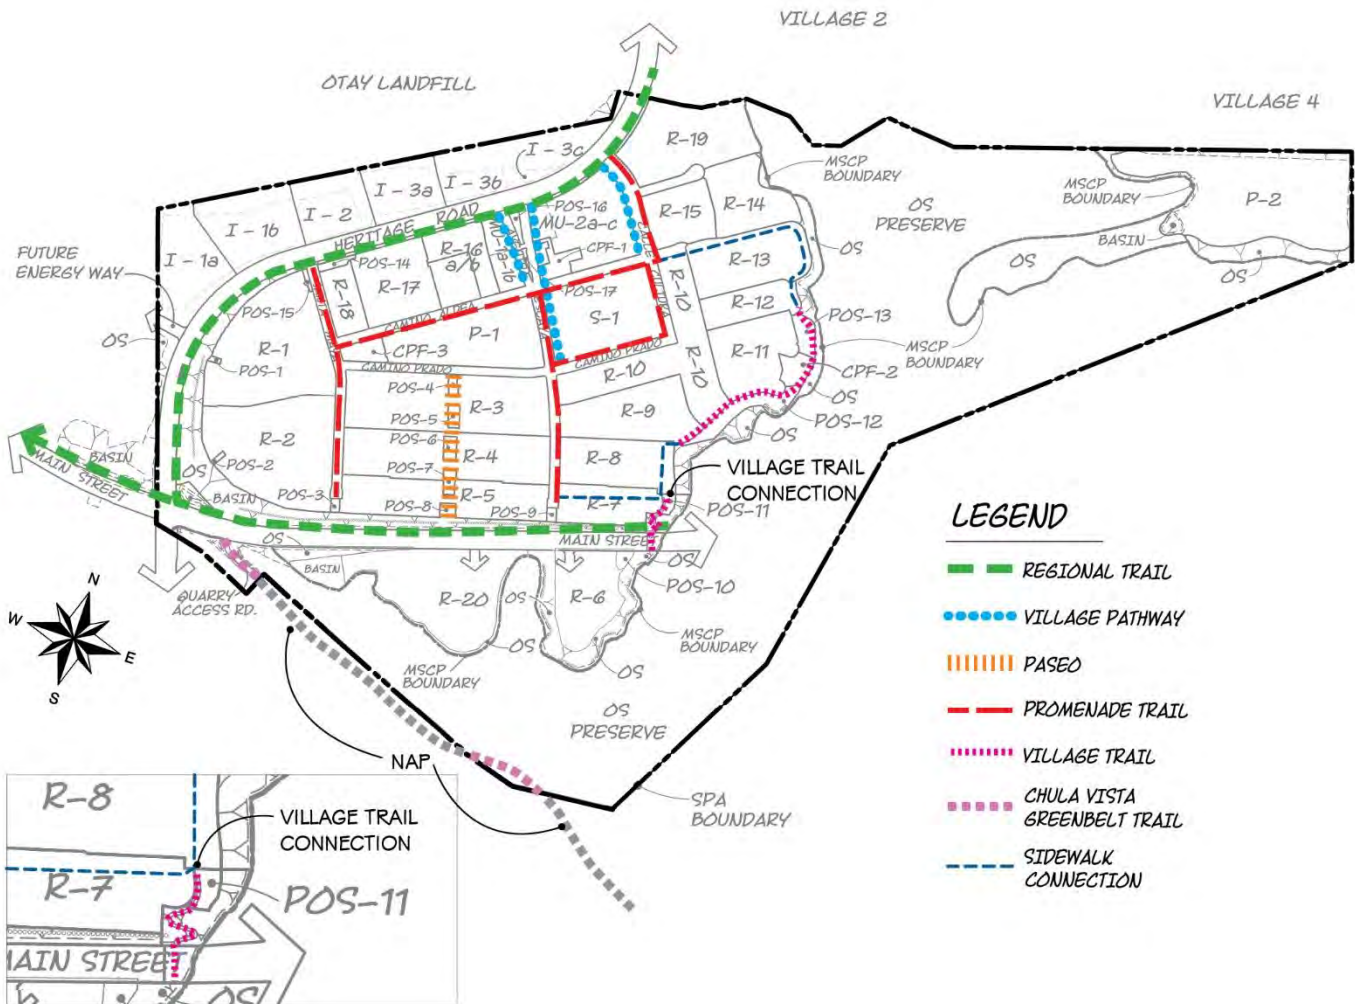 VILLAGE 2
OTAY LANDFILL
VILLAGE 4
I - 3c
R-19
MSCP
BOUNDARY
I - 3b
I - 3a
MSCP
BOUNDARY
P-2
POS-16
R-14
I - 2
HERITAGE ROAD
MU-2a-c
R-15
OS
PRESERVE
I - 1b
CPF-1
OS
BASIN
FUTURE
ENERGY WAY
I - 1a
POS-14
R-16
a/b
R-13
OS
OS
R-18
R-17
POS-17
R-10
R-12
OS
POS-15
CAMINO ALDEA
S-1
POS-13
P-1
R-1
CPF-3
CAMINO PRADO
R-11
MSCP
BOUNDARY
POS-1
CAMINO PRADO
R-10
R-10
CPF-2
POS-4
OS
R-3
R-9
POS-12
POS-5
OS
R-2
POS-6
R-4
R-8
BASIN
OS
POS-2
POS-7
VILLAGE TRAIL
CONNECTION
MAIN STREET
BASIN
POS-3
R-5
R-7
POS-8
POS-9
POS-11
OS
MAIN STREET
BASIN
OS
POS-10
QUARRY
ACCESS RD.
R-20
OS
R-6
N
W
E
S
MSCP
BOUNDARY
OS
MSCP
BOUNDARY
OS
OS
PRESERVE
NAP
SPA
BOUNDARY
LEGEND
REGIONAL TRAIL
VILLAGE PATHWAY
PASEO
PROMENADE TRAIL
VILLAGE TRAIL
CHULA VISTA
GREENBELT TRAIL
SIDEWALK
CONNECTION
R-8
VILLAGE TRAIL
CONNECTION
R-7
POS-11
MAIN STREET
OS